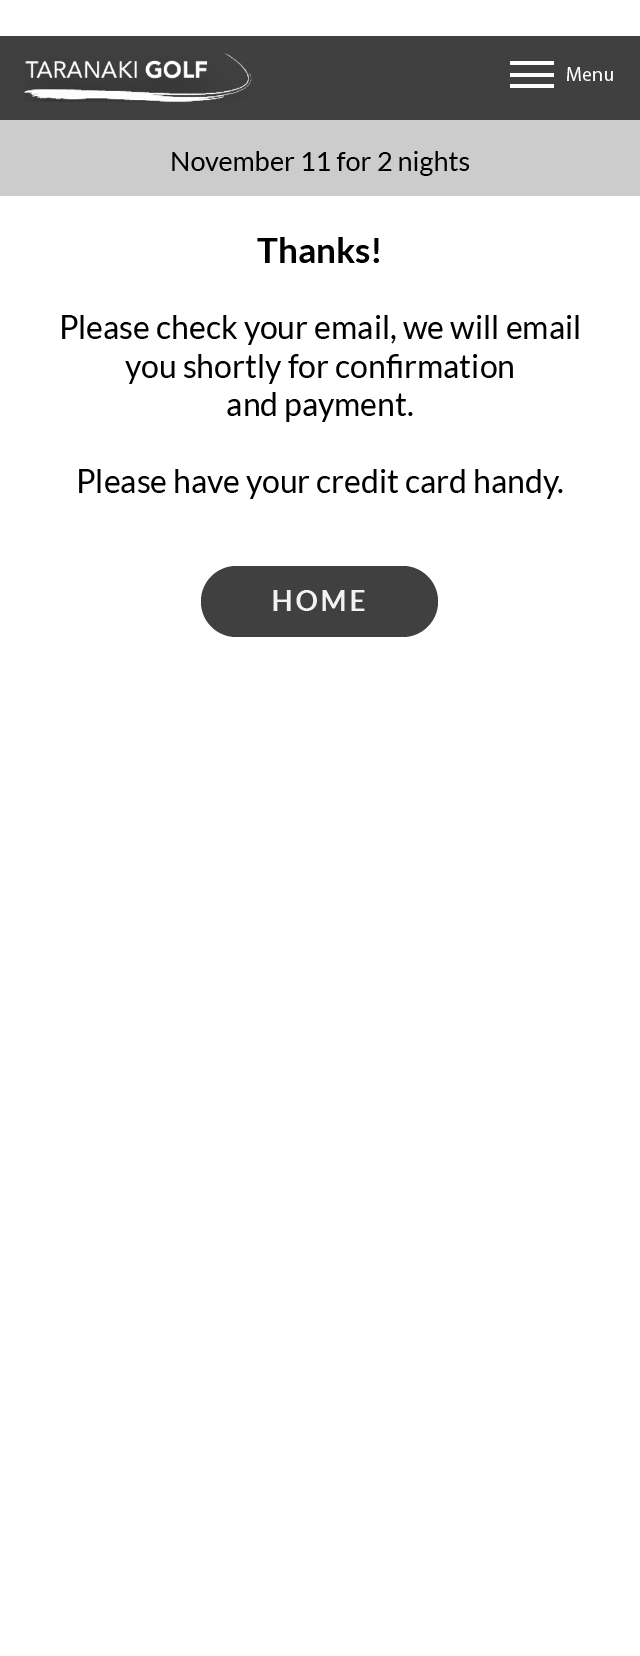 TARANAKI GOLF
Menu
November 11 for 2 nights
Thanks!
Please check your email, we will email
you shortly for confirmation
and payment.
Please have your credit card handy.
HOME